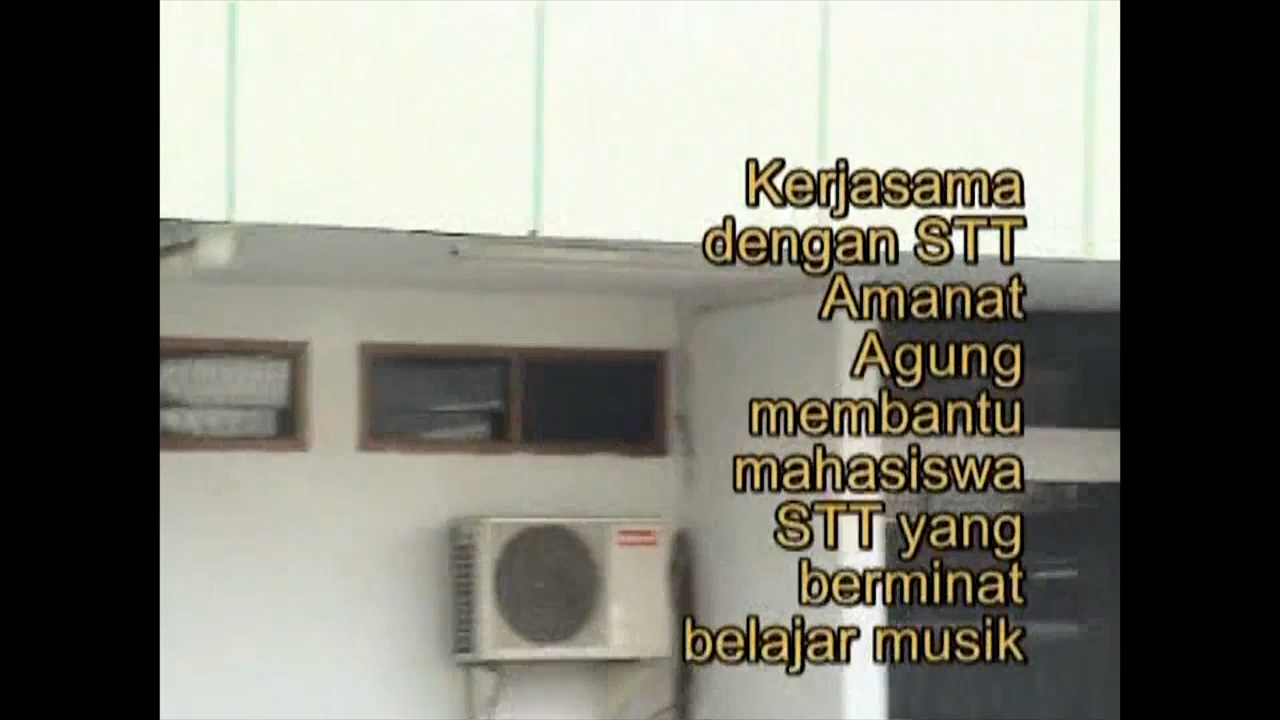 Kerjasama
dengan STT
Amanat
Agung
membantu
mahasiswa
STT yang
berminat
belajar musik